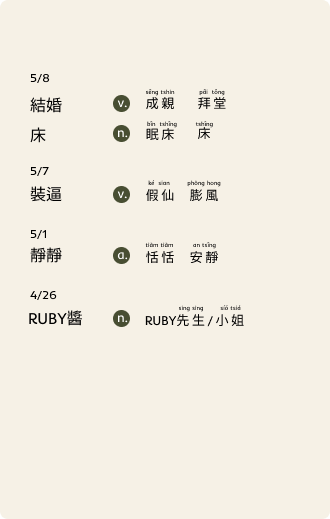 5/8
sêng tshin pài tông
結婚 v. 成親 拜堂
bîn tshn̂g tshn̂g
床 n. 眠床 床
5/7
ké sian phòng hong
裝逼 v. 假仙 膨風
5/1
tiām tiām an tsīng
靜靜 a. 恬恬 安靜
4/26
sing sing sió tsiá
RUBY醬 n. RUBY先生/小姐